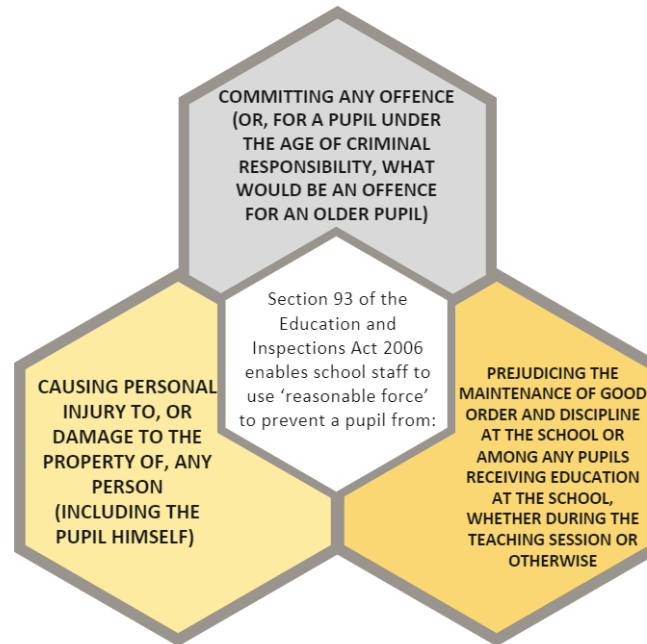 COMMITTING ANY OFFENCE
(OR, FOR A PUPIL UNDER
THE AGE OF CRIMINAL
RESPONSIBILITY, WHAT
WOULD BE AN OFFENCE
FOR AN OLDER PUPIL)
Section 93 of the
Education and
Inspections Act 2006
enables school staff to
use ‘reasonable force’
to prevent a pupil from:
CAUSING PERSONAL
INJURY TO, OR
DAMAGE TO THE
PROPERTY OF, ANY
PERSON
(INCLUDING THE
PUPIL HIMSELF)
PREJUDICING THE
MAINTENANCE OF GOOD
ORDER AND DISCIPLINE
AT THE SCHOOL OR
AMONG ANY PUPILS
RECEIVING EDUCATION
AT THE SCHOOL,
WHETHER DURING THE
TEACHING SESSION OR
OTHERWISE